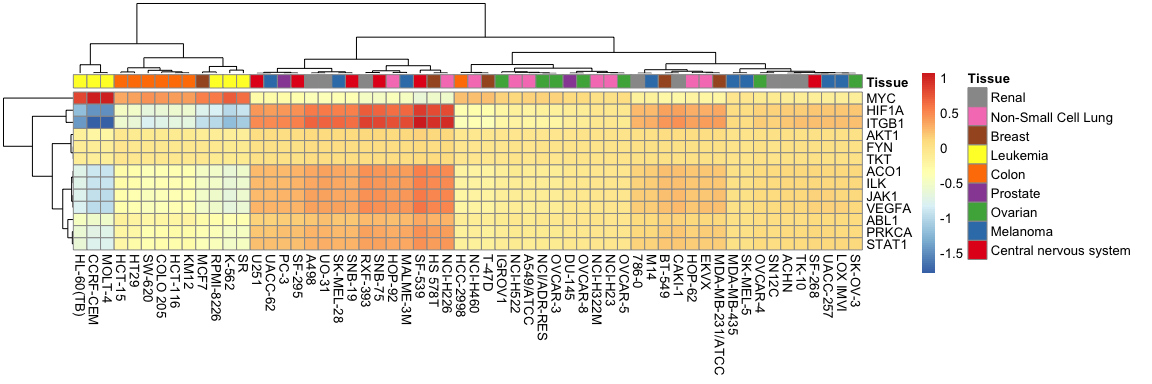 Tissue
MYC
HIF1A
ITGB1
AKT1
FYN
TKT
ACO1
ILK
JAK1
VEGFA
ABL1
PRKCA
STAT1
HL-60(TB)
CCRF-CEM
MOLT-4
HCT-15
HT29
SW-620
COLO 205
HCT-116
KM12
MCF7
RPMI-8226
K-562
SR
U251
UACC-62
PC-3
SF-295
A498
UO-31
SK-MEL-28
SNB-19
RXF-393
SNB-75
HOP-92
MALME-3M
SF-539
HS 578T
NCI-H226
HCC-2998
NCI-H460
T-47D
IGROV1
NCI-H522
A549/ATCC
NCI/ADR-RES
OVCAR-3
DU-145
OVCAR-8
NCI-H322M
NCI-H23
OVCAR-5
786-0
M14
BT-549
CAKI-1
HOP-62
EKVX
MDA-MB-231/ATCC
MDA-MB-435
SK-MEL-5
OVCAR-4
SN12C
ACHN
TK-10
SF-268
UACC-257
LOX IMVI
SK-OV-3
1
0.5
0
-0.5
-1
-1.5
Tissue
Renal
Non-Small Cell Lung
Breast
Leukemia
Colon
Prostate
Ovarian
Melanoma
Central nervous system